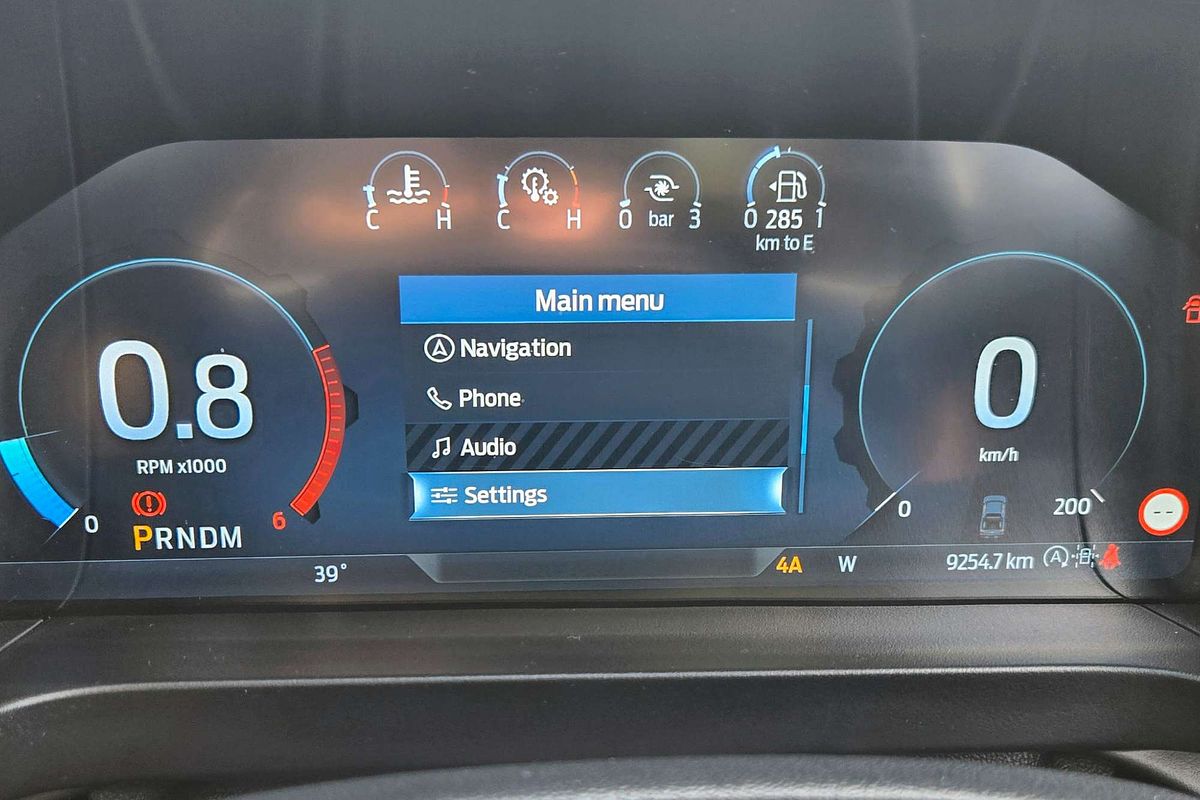 C H
C H
0 bar 3
0 285 1
km to E
Main menu
Navigation
Phone
Audio
Settings
0.8
RPM x1000
0
6
PRNDM
0
km/h
0
200
--
39°
4A
W
9254.7 km
A